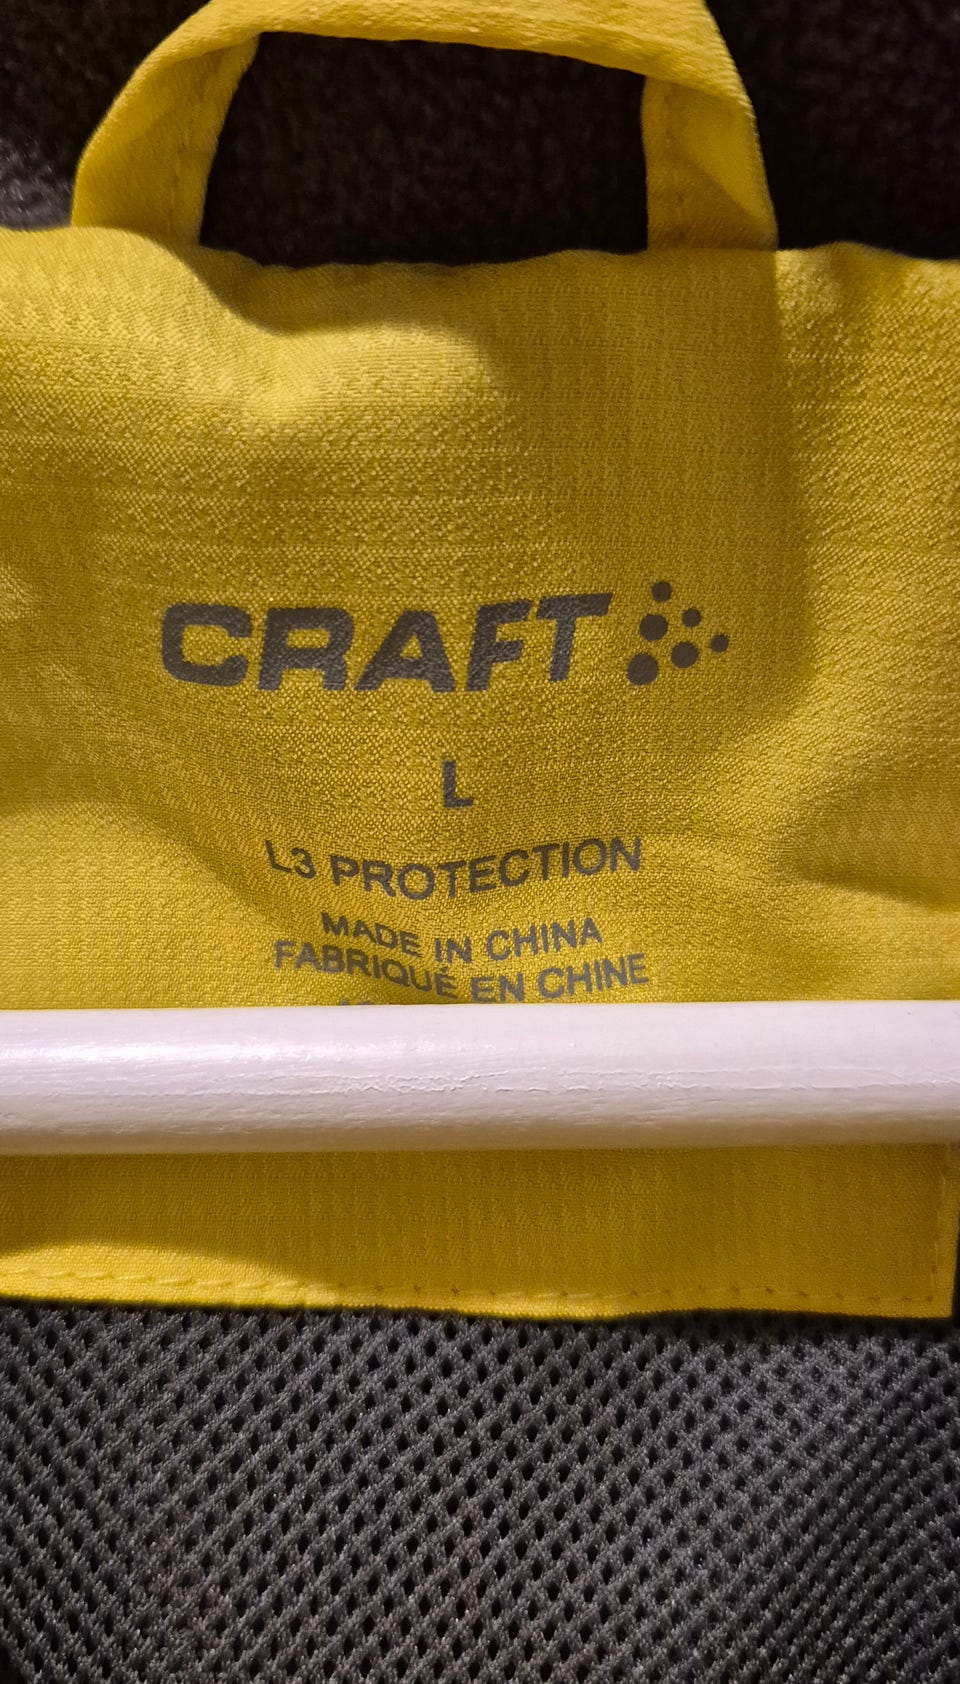 CRAFT
L
L3 PROTECTION
MADE IN CHINA
FABRIQUÉ EN CHINE